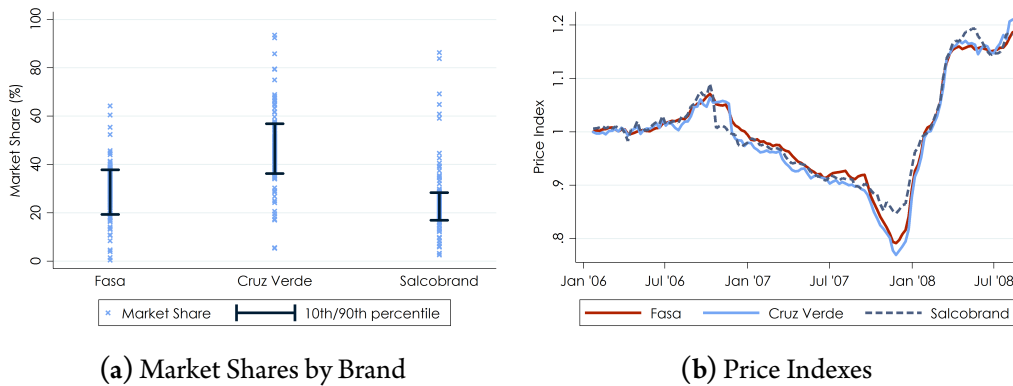 Market Share (%)
100
80
60
40
20
0
Fasa
Cruz Verde
Salcobrand
× Market Share
10th/90th percentile
(a) Market Shares by Brand
Price Index
1.2
1.1
1
.9
.8
Jan '06
Jul '06
Jan '07
Jul '07
Jan '08
Jul '08
Fasa
Cruz Verde
Salcobrand
(b) Price Indexes